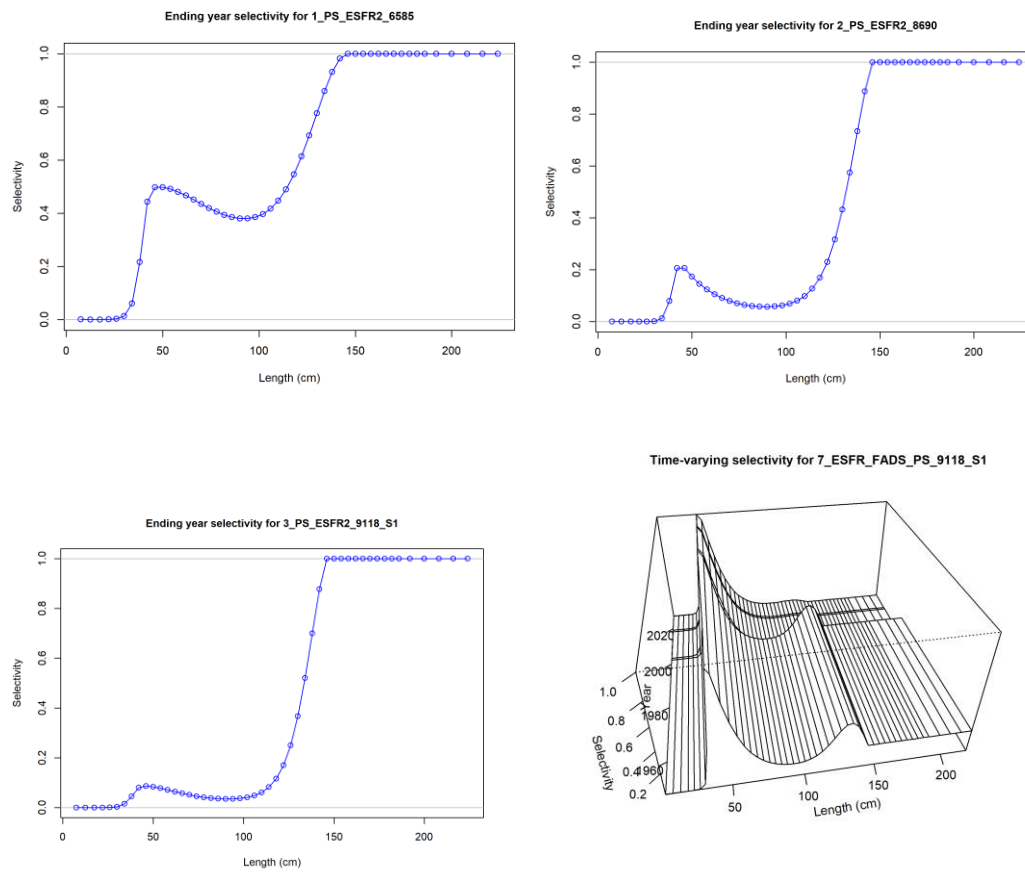 Ending year selectivity for 1_PS_ESFR2_6585
Selectivity
1.0
0.8
0.6
0.4
0.2
0.0
0 50 100 150 200
Length (cm)
Ending year selectivity for 2_PS_ESFR2_8690
Selectivity
1.0
0.8
0.6
0.4
0.2
0.0
0 50 100 150 200
Length (cm)
Ending year selectivity for 3_PS_ESFR2_9118_S1
Selectivity
1.0
0.8
0.6
0.4
0.2
0.0
0 50 100 150 200
Length (cm)
Time-varying selectivity for 7_ESFR_FADS_PS_9118_S1
2020
2000
1980
1960
Year
1.0
0.8
0.6
0.4
0.2
Selectivity
50 100 150 200
Length (cm)